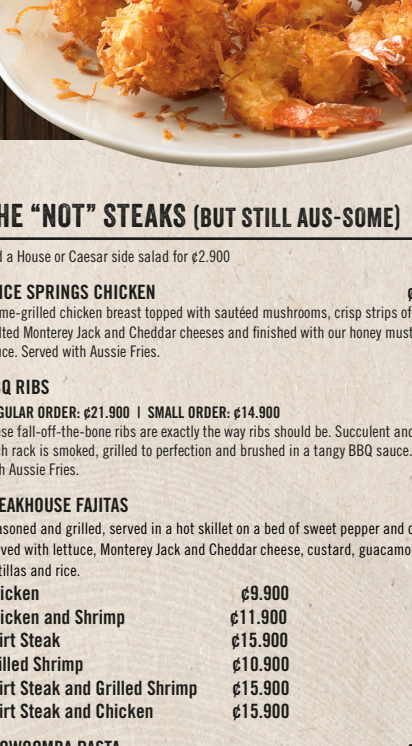 HE “NOT” STEAKS (BUT STILL AUS-SOME)
d a House or Caesar side salad for ₡2.900
ICE SPRINGS CHICKEN
me-grilled chicken breast topped with sautéed mushrooms, crisp strips of
lted Monterey Jack and Cheddar cheeses and finished with our honey must
uce. Served with Aussie Fries.
Q RIBS
GULAR ORDER: ₡21.900 | SMALL ORDER: ₡14.900
se fall-off-the-bone ribs are exactly the way ribs should be. Succulent and
h rack is smoked, grilled to perfection and brushed in a tangy BBQ sauce.
h Aussie Fries.
EAKHOUSE FAJITAS
asoned and grilled, served in a hot skillet on a bed of sweet pepper and o
ved with lettuce, Monterey Jack and Cheddar cheese, custard, guacamo
tillas and rice.
icken ₡9.900
icken and Shrimp ₡11.900
irt Steak ₡15.900
illed Shrimp ₡10.900
irt Steak and Grilled Shrimp ₡15.900
irt Steak and Chicken ₡15.900
OWOOMBA PASTA